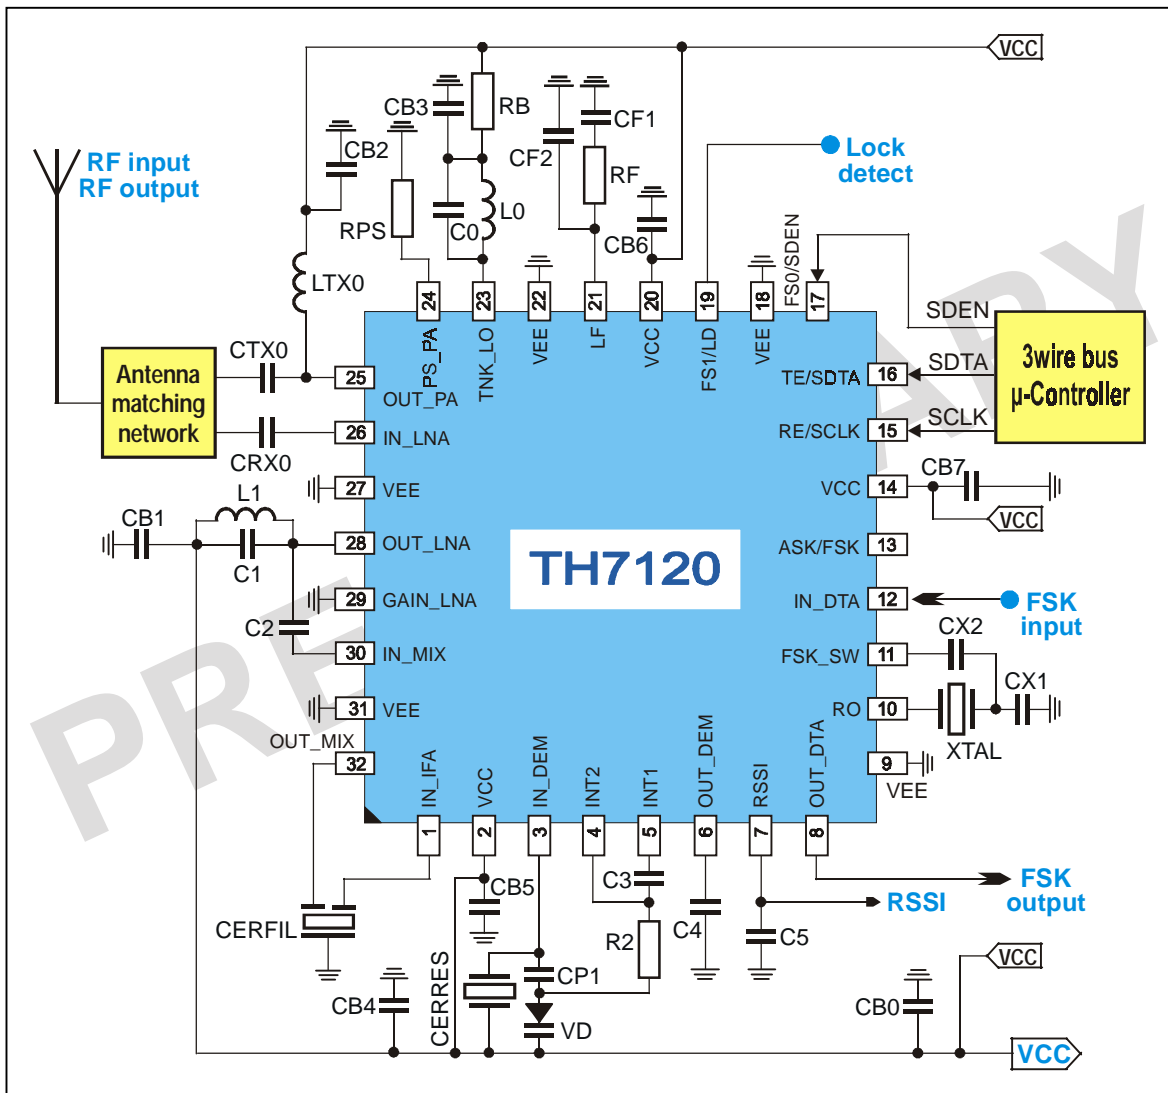 VCC
CB3
RB
CF1
CB2
CF2
Lock
detect
RF input
RF output
RF
RPS
C0
L0
CB6
FS0/SDEN
LTX0
24
23
22
21
20
19
18
17
PS_PA
TNK_LO
VEE
LF
VCC
FS1/LD
VEE
SDEN
3wire bus
µ-Controller
CTX0
Antenna
matching
network
25
OUT_PA
TE/SDTA
16
SDTA
26
IN_LNA
RE/SCLK
15
SCLK
CRX0
27
VEE
VCC
14
CB7
VCC
L1
CB1
C1
28
OUT_LNA
ASK/FSK
13
TH7120
29
GAIN_LNA
IN_DTA
12
FSK
input
C2
30
IN_MIX
FSK_SW
11
CX2
31
VEE
RO
10
CX1
XTAL
OUT_MIX
32
9
VEE
IN_IFA
VCC
IN_DEM
INT2
INT1
OUT_DEM
RSSI
OUT_DTA
1
2
3
4
5
6
7
8
CERFIL
CB5
C3
C4
R2
C5
RSSI
FSK
output
CERRES
CP1
VD
CB4
CB0
VCC
VCC
PRE
ARY